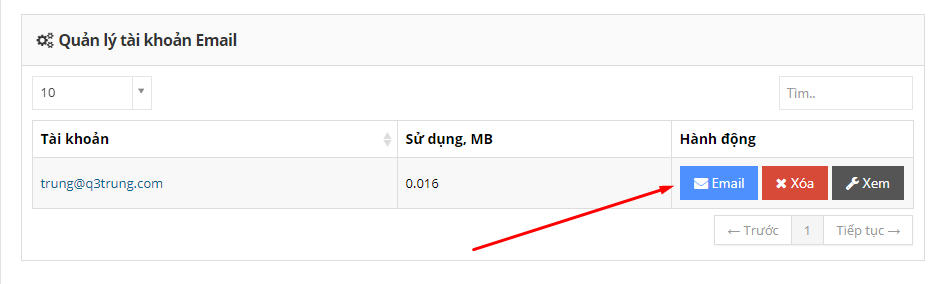 Quản lý tài khoản Email
10
Tìm..
Tài khoản Sử dụng, MB Hành động
trung@q3trung.com 0.016 Email Xóa Xem
← Trước 1 Tiếp tục →